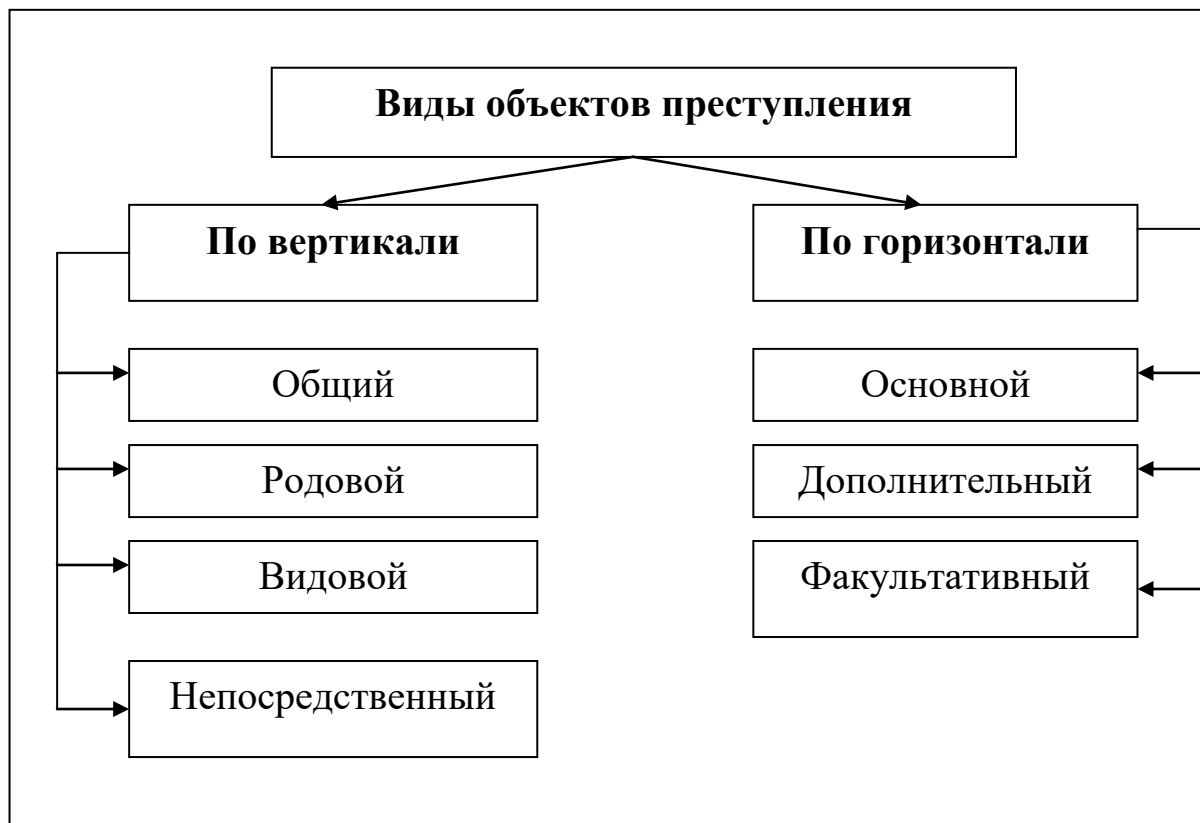 Виды объектов преступления
По вертикали
Общий
Родовой
Видовой
Непосредственный
По горизонтали
Основной
Дополнительный
Факультативный